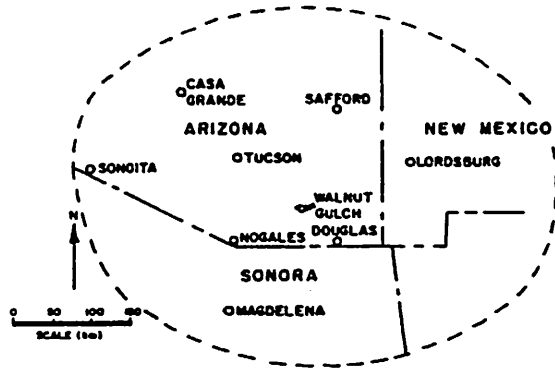 CASA
GRANDE
SAFFORD
ARIZONA
NEW MEXICO
TUCSON
LORDSBURG
SONOITA
WALNUT
GULCH
N
DOUGLAS
NOGALES
SONORA
0 50 100 150
MAGDELENA
SCALE (km)